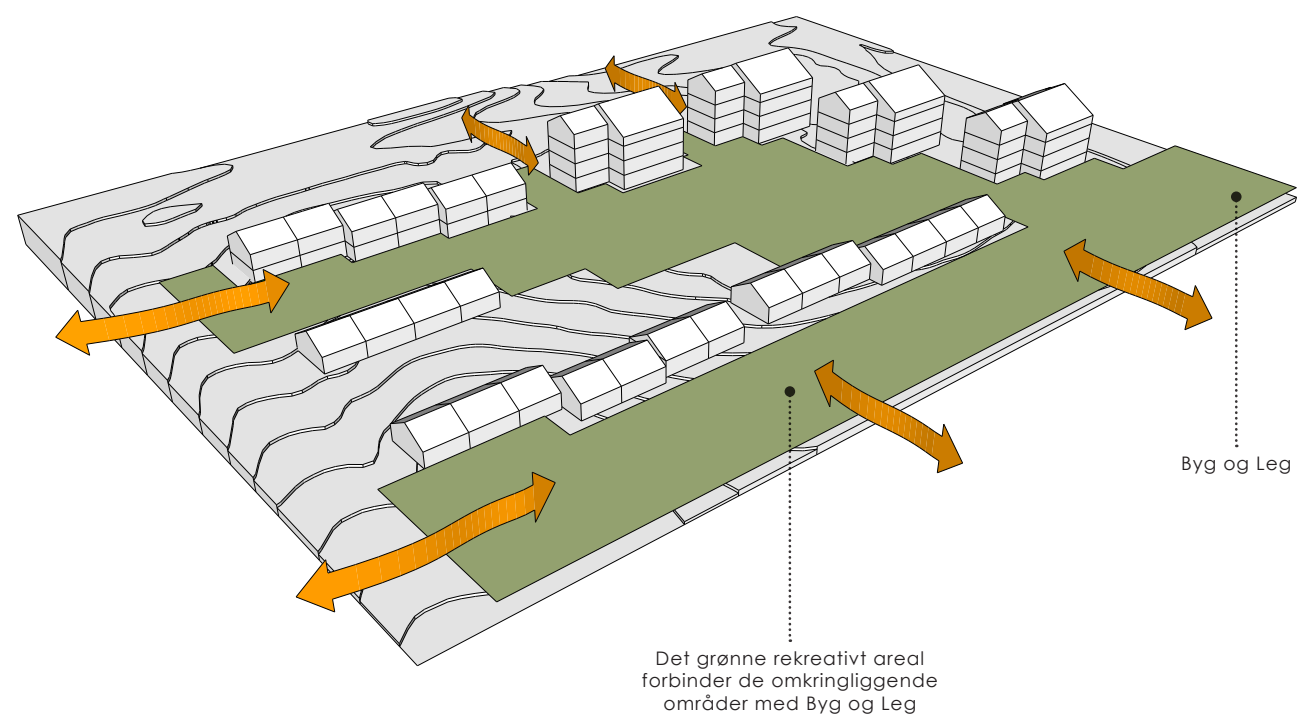 Byg og Leg
Det grønne rekreativt areal
forbinder de omkringliggende
områder med Byg og Leg